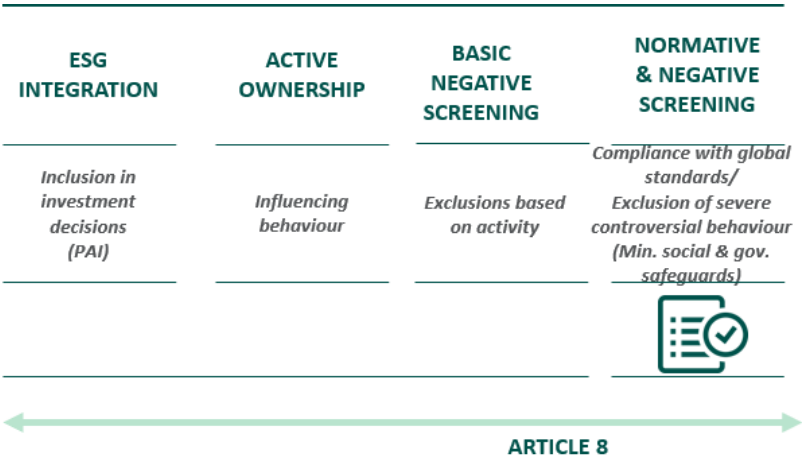 ESG
INTEGRATION
ACTIVE
OWNERSHIP
BASIC
NEGATIVE
SCREENING
NORMATIVE
& NEGATIVE
SCREENING
Inclusion in
investment
decisions
(PAI)
Influencing
behaviour
Exclusions based
on activity
Compliance with global
standards/
Exclusion of severe
controversial behaviour
(Min. social & gov.
safeguards)
ARTICLE 8